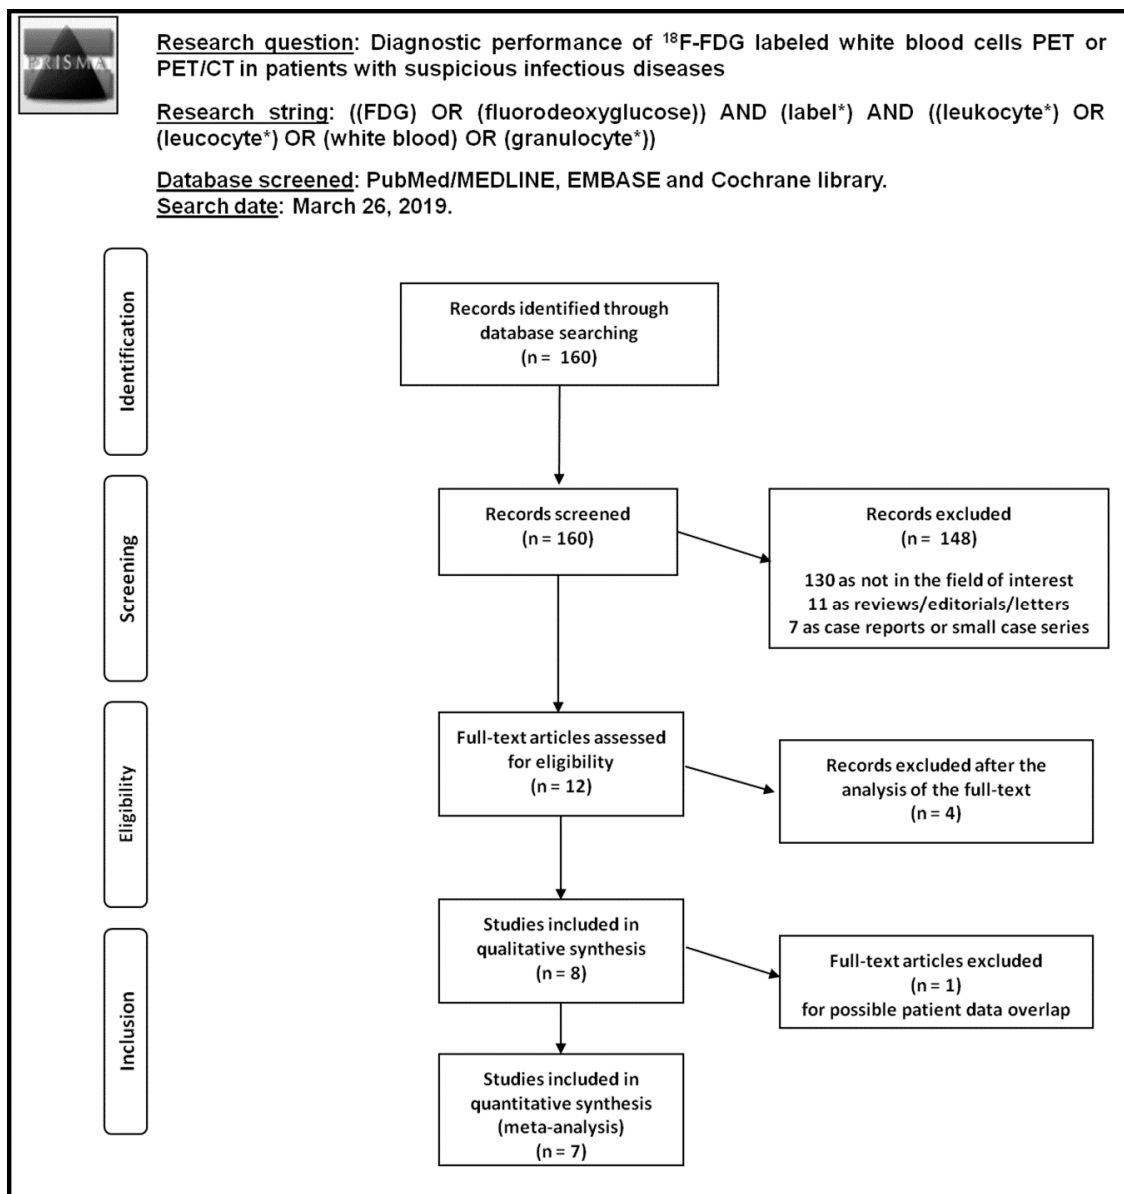 PRISMA
Research question: Diagnostic performance of ¹⁸F-FDG labeled white blood cells PET or
PET/CT in patients with suspicious infectious diseases
Research string: ((FDG) OR (fluorodeoxyglucose)) AND (label*) AND ((leukocyte*) OR
(leucocyte*) OR (white blood) OR (granulocyte*))
Database screened: PubMed/MEDLINE, EMBASE and Cochrane library.
Search date: March 26, 2019.
Identification
Records identified through
database searching
(n = 160)
Screening
Records screened
(n = 160)
Records excluded
(n = 148)
130 as not in the field of interest
11 as reviews/editorials/letters
7 as case reports or small case series
Eligibility
Full-text articles assessed
for eligibility
(n = 12)
Records excluded after the
analysis of the full-text
(n = 4)
Inclusion
Studies included in
qualitative synthesis
(n = 8)
Full-text articles excluded
(n = 1)
for possible patient data overlap
Studies included in
quantitative synthesis
(meta-analysis)
(n = 7)